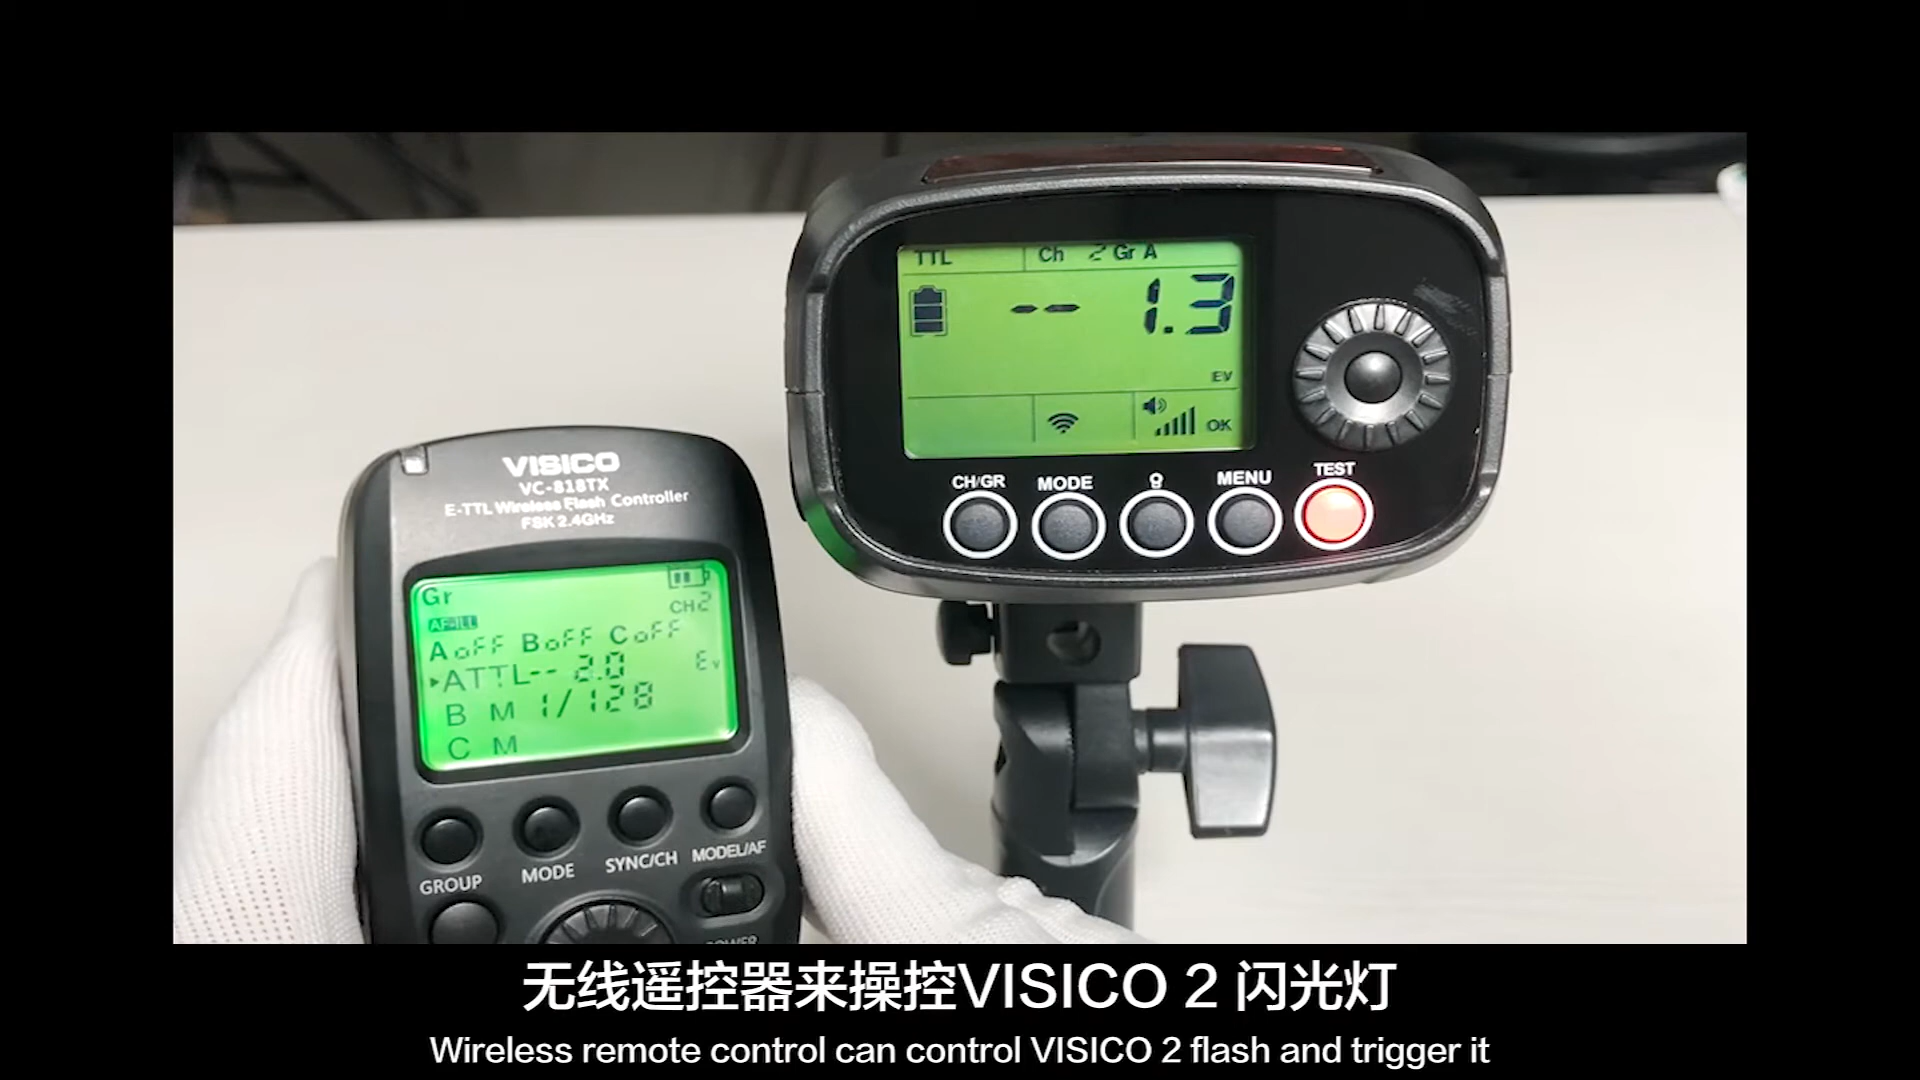 TTL Ch 2 Gr A
-- 1.3
EV
OK
CH/GR MODE MENU TEST
VISICO
VC-818TX
E-TTL Wireless Flash Controller
FSK 2.4GHz
Gr
CH2
AF-ILL
AoFF BoFF CoFF
ATTL-- 2.0 Ev
B M 1/128
C M
GROUP MODE SYNC/CH MODEL/AF
POWER
无线遥控器来操控VISICO 2 闪光灯
Wireless remote control can control VISICO 2 flash and trigger it